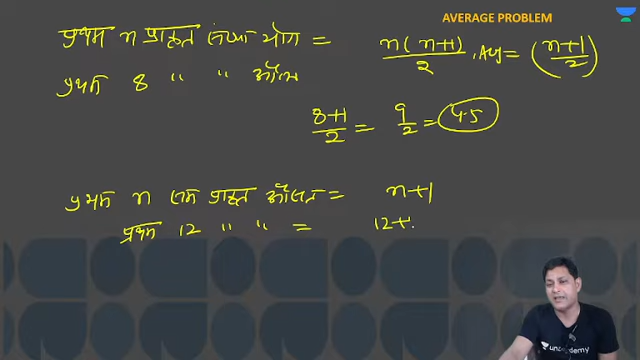 AVERAGE PROBLEM
प्रथम n प्राकृत संख्या योग = n(n+1)/2 , Avg = (n+1/2)
प्रथम 8 " " औसत
8+1/2 = 9/2 = 4.5
प्रथम n सम प्राकृत औसत = n+1
प्रथम 12 " " = 12+
unacademy